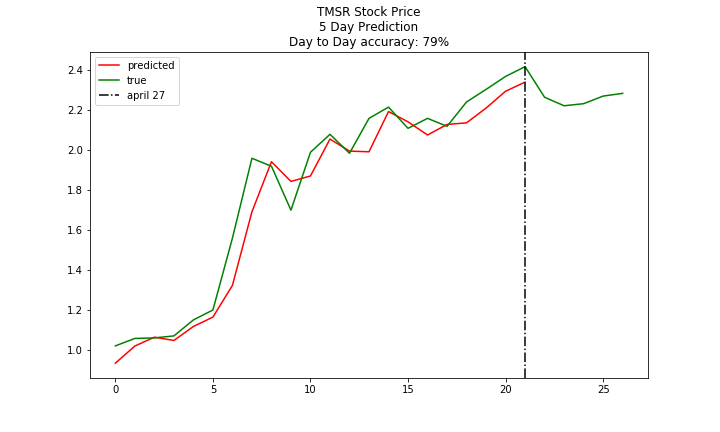 TMSR Stock Price
5 Day Prediction
Day to Day accuracy: 79%
predicted
true
april 27
2.4
2.2
2.0
1.8
1.6
1.4
1.2
1.0
0 5 10 15 20 25